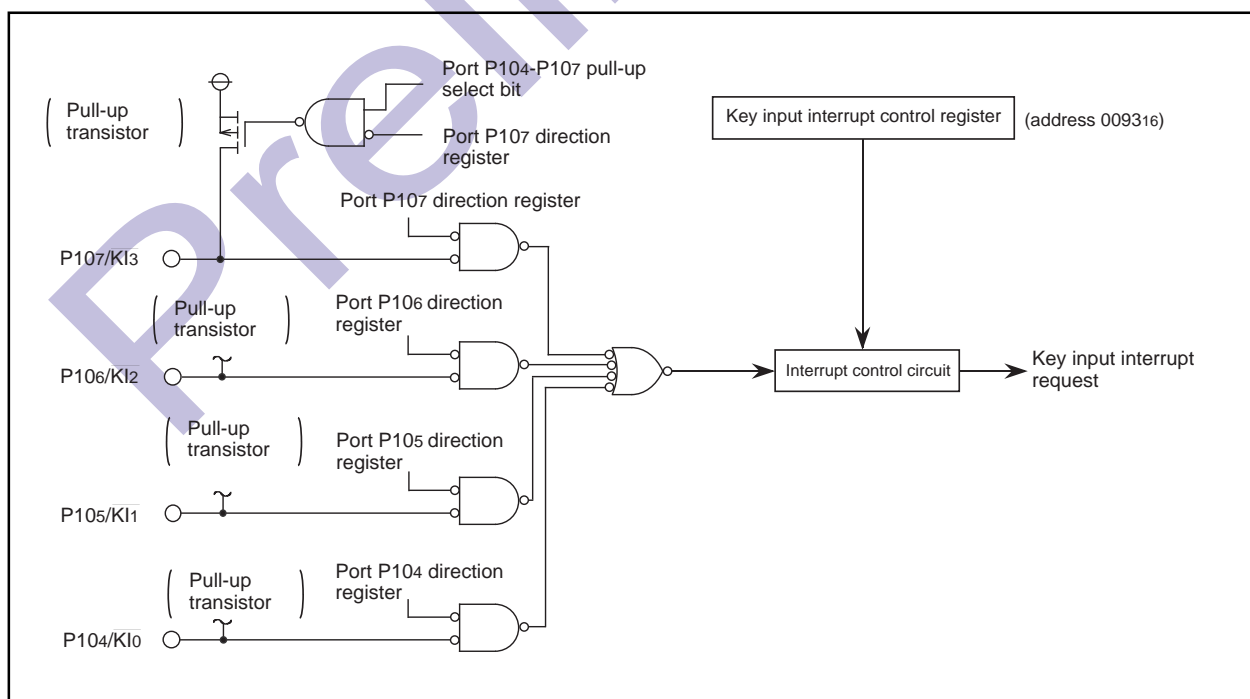 Preli
Port P104-P107 pull-up
select bit
( Pull-up
transistor )
Port P107 direction
register
Key input interrupt control register
(address 009316)
Port P107 direction register
P107/KI3
( Pull-up
transistor )
Port P106 direction
register
P106/KI2
Interrupt control circuit
Key input interrupt
request
( Pull-up
transistor )
Port P105 direction
register
P105/KI1
( Pull-up
transistor )
Port P104 direction
register
P104/KI0